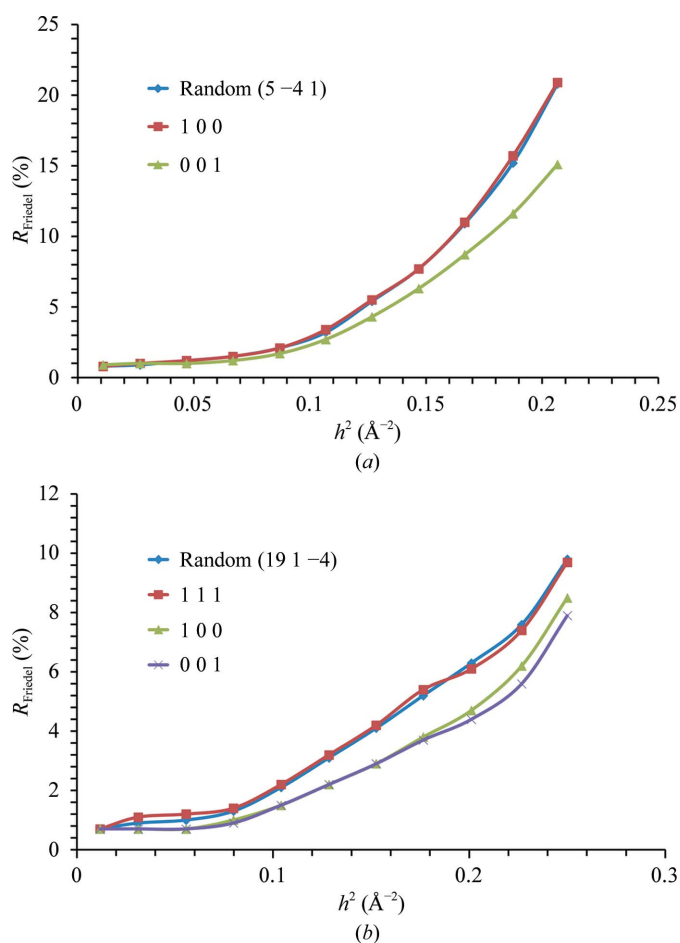 25
20
15
10
5
0
R_Friedel (%)
Random (5 −4 1)
1 0 0
0 0 1
0 0.05 0.1 0.15 0.2 0.25
h² (Å⁻²)
(a)
12
10
8
6
4
2
0
R_Friedel (%)
Random (19 1 −4)
1 1 1
1 0 0
0 0 1
0.1 0.2 0.3
h² (Å⁻²)
(b)